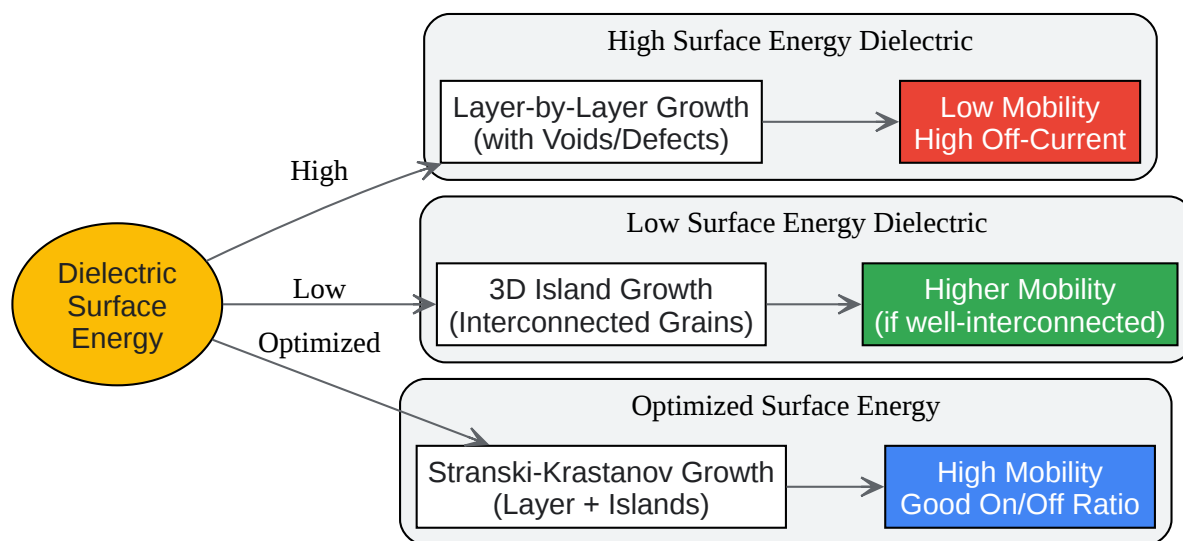 Dielectric
Surface
Energy
High
Low
Optimized
High Surface Energy Dielectric
Layer-by-Layer Growth
(with Voids/Defects)
Low Mobility
High Off-Current
Low Surface Energy Dielectric
3D Island Growth
(Interconnected Grains)
Higher Mobility
(if well-interconnected)
Optimized Surface Energy
Stranski-Krastanov Growth
(Layer + Islands)
High Mobility
Good On/Off Ratio